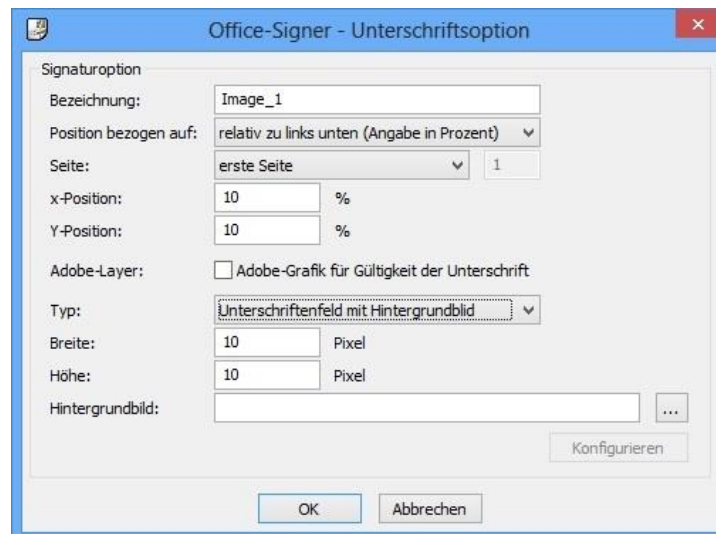 Office-Signer - Unterschriftsoption
Signaturoption
Bezeichnung: Image_1
Position bezogen auf: relativ zu links unten (Angabe in Prozent)
Seite: erste Seite 1
x-Position: 10 %
Y-Position: 10 %
Adobe-Layer: Adobe-Grafik für Gültigkeit der Unterschrift
Typ: Unterschriftenfeld mit Hintergrundblid
Breite: 10 Pixel
Höhe: 10 Pixel
Hintergrundbild: ...
Konfigurieren
OK Abbrechen